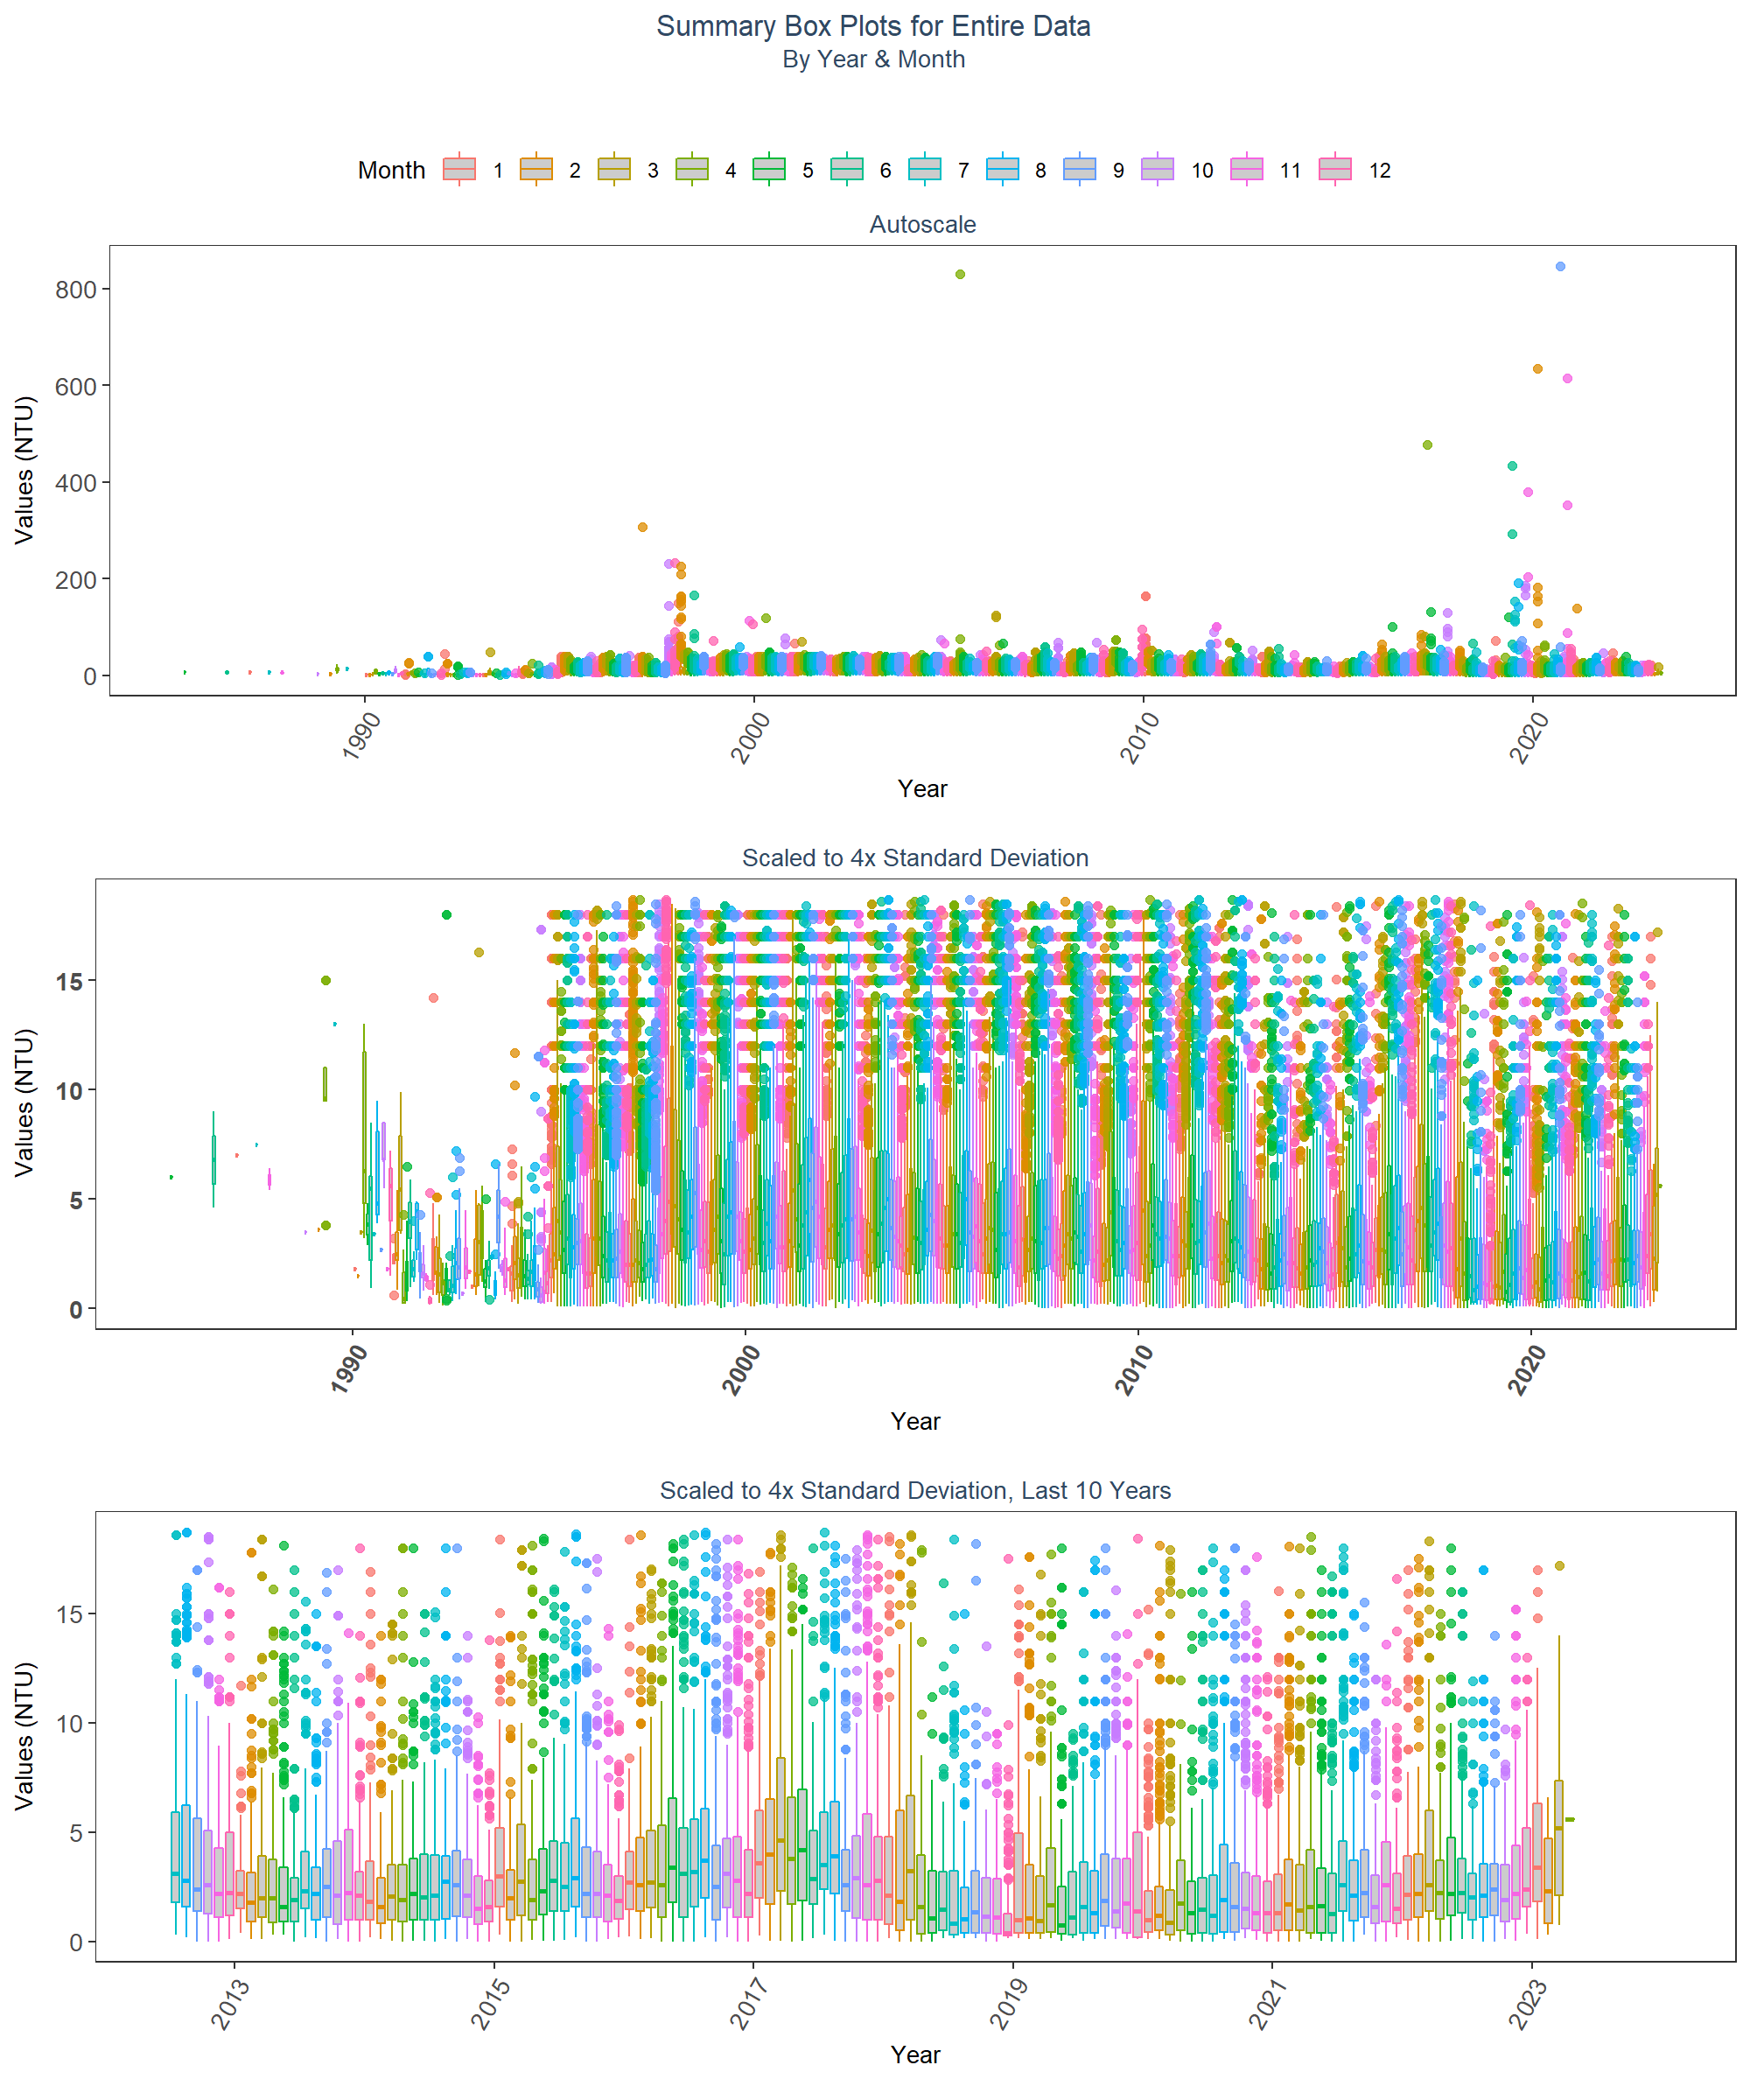 Summary Box Plots for Entire Data
By Year & Month
Month 1 2 3 4 5 6 7 8 9 10 11 12
Autoscale
Values (NTU)
800
600
400
200
0
1990 2000 2010 2020
Year
Scaled to 4x Standard Deviation
Values (NTU)
15
10
5
0
1990 2000 2010 2020
Year
Scaled to 4x Standard Deviation, Last 10 Years
Values (NTU)
15
10
5
0
2013 2015 2017 2019 2021 2023
Year